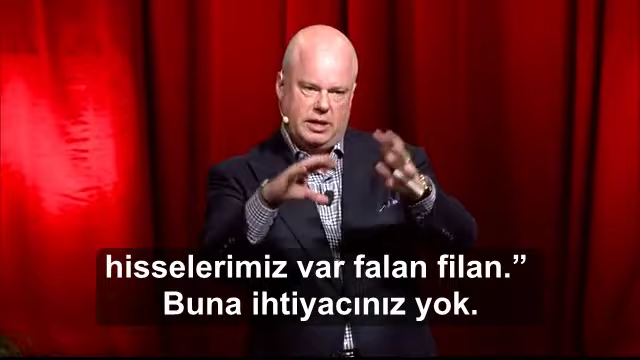 hisselerimiz var falan filan.”
Buna ihtiyacınız yok.